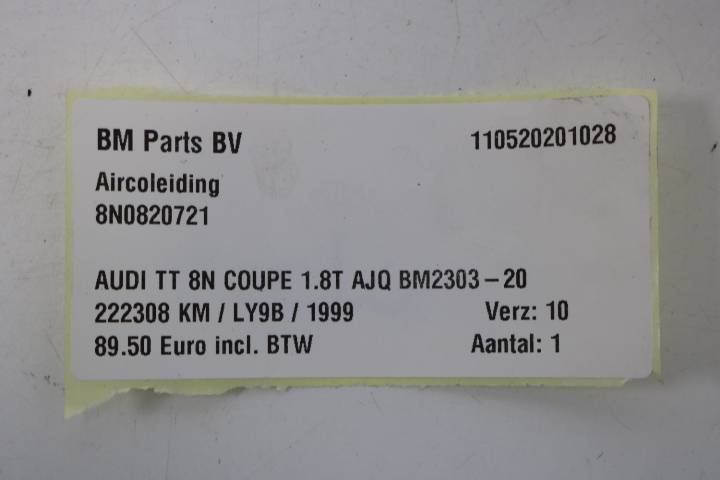 BM Parts BV 110520201028
Aircoleiding
8N0820721
AUDI TT 8N COUPE 1.8T AJQ BM2303-20
222308 KM / LY9B / 1999 Verz: 10
89.50 Euro incl. BTW Aantal: 1